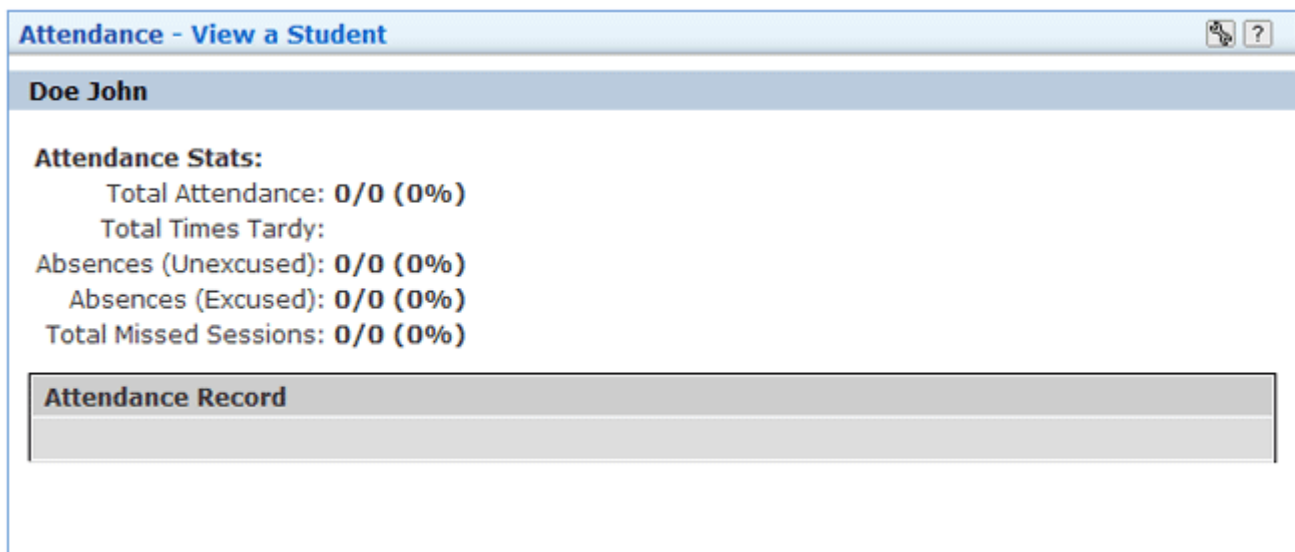 Attendance - View a Student
?
Doe John
Attendance Stats:
Total Attendance: 0/0 (0%)
Total Times Tardy:
Absences (Unexcused): 0/0 (0%)
Absences (Excused): 0/0 (0%)
Total Missed Sessions: 0/0 (0%)
Attendance Record